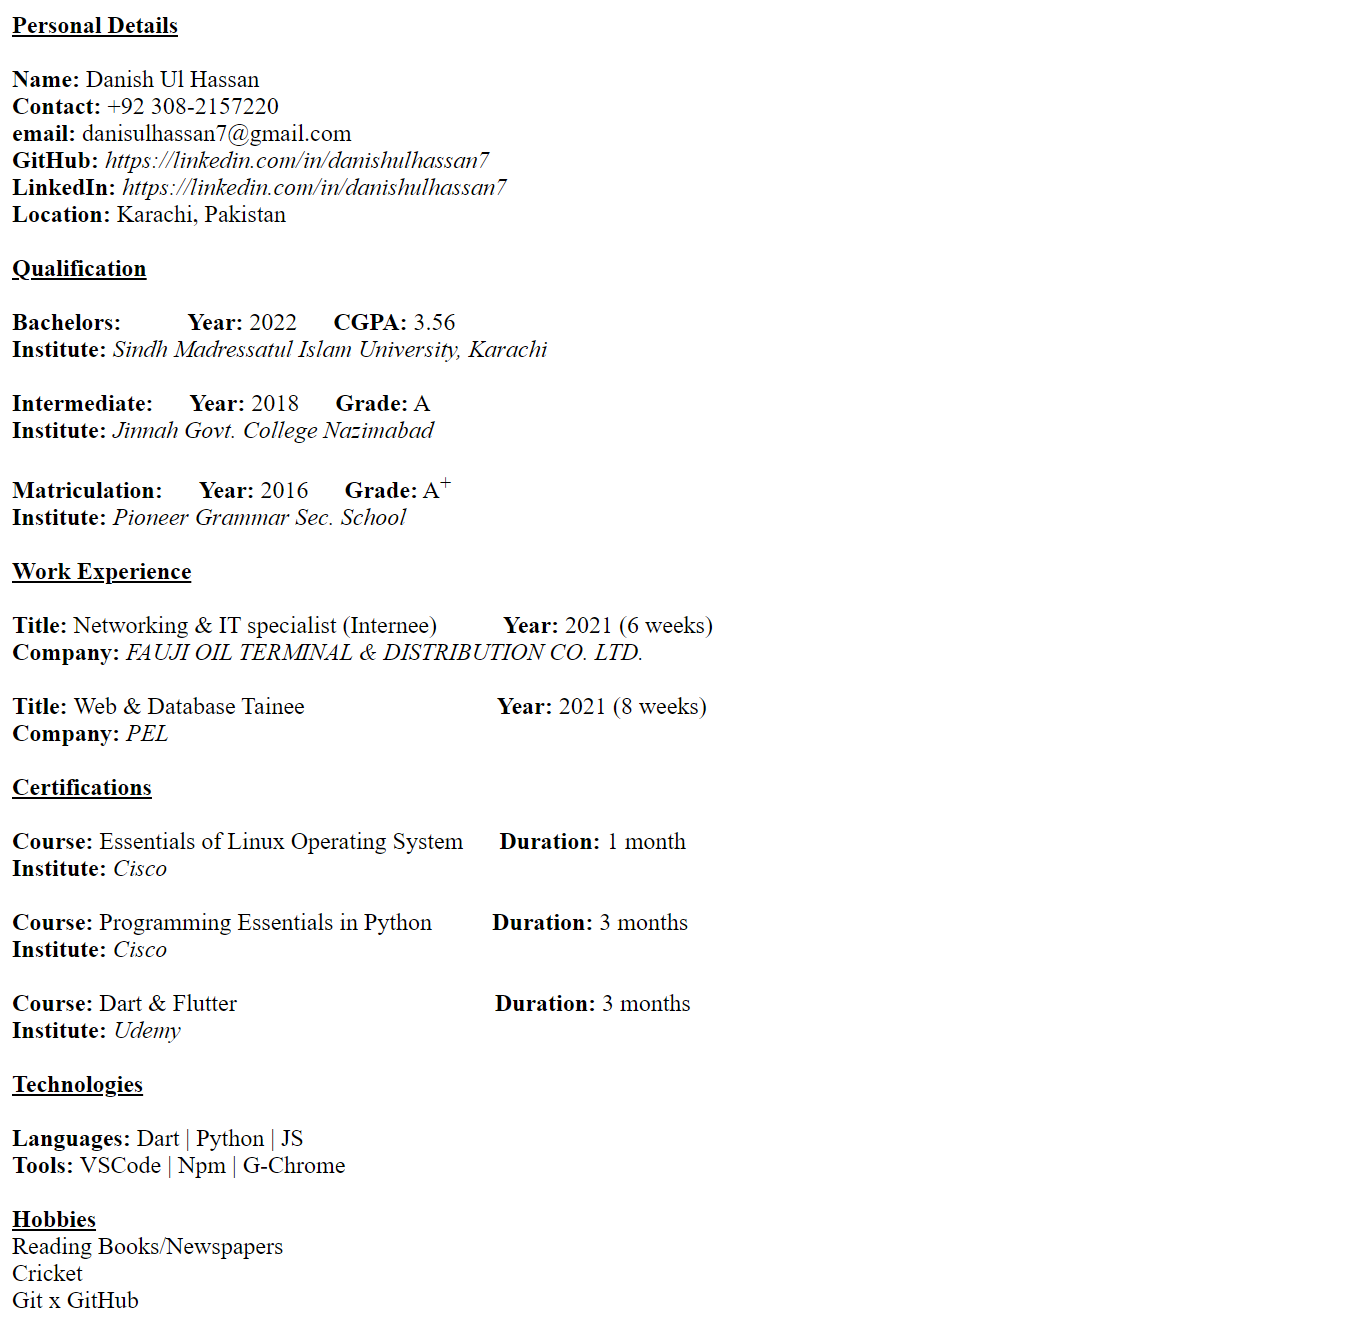 Personal Details
Name: Danish Ul Hassan
Contact: +92 308-2157220
email: danisulhassan7@gmail.com
GitHub: https://linkedin.com/in/danishulhassan7
LinkedIn: https://linkedin.com/in/danishulhassan7
Location: Karachi, Pakistan
Qualification
Bachelors: Year: 2022 CGPA: 3.56
Institute: Sindh Madressatul Islam University, Karachi
Intermediate: Year: 2018 Grade: A
Institute: Jinnah Govt. College Nazimabad
Matriculation: Year: 2016 Grade: A+
Institute: Pioneer Grammar Sec. School
Work Experience
Title: Networking & IT specialist (Internee) Year: 2021 (6 weeks)
Company: FAUJI OIL TERMINAL & DISTRIBUTION CO. LTD.
Title: Web & Database Tainee Year: 2021 (8 weeks)
Company: PEL
Certifications
Course: Essentials of Linux Operating System Duration: 1 month
Institute: Cisco
Course: Programming Essentials in Python Duration: 3 months
Institute: Cisco
Course: Dart & Flutter Duration: 3 months
Institute: Udemy
Technologies
Languages: Dart | Python | JS
Tools: VSCode | Npm | G-Chrome
Hobbies
Reading Books/Newspapers
Cricket
Git x GitHub